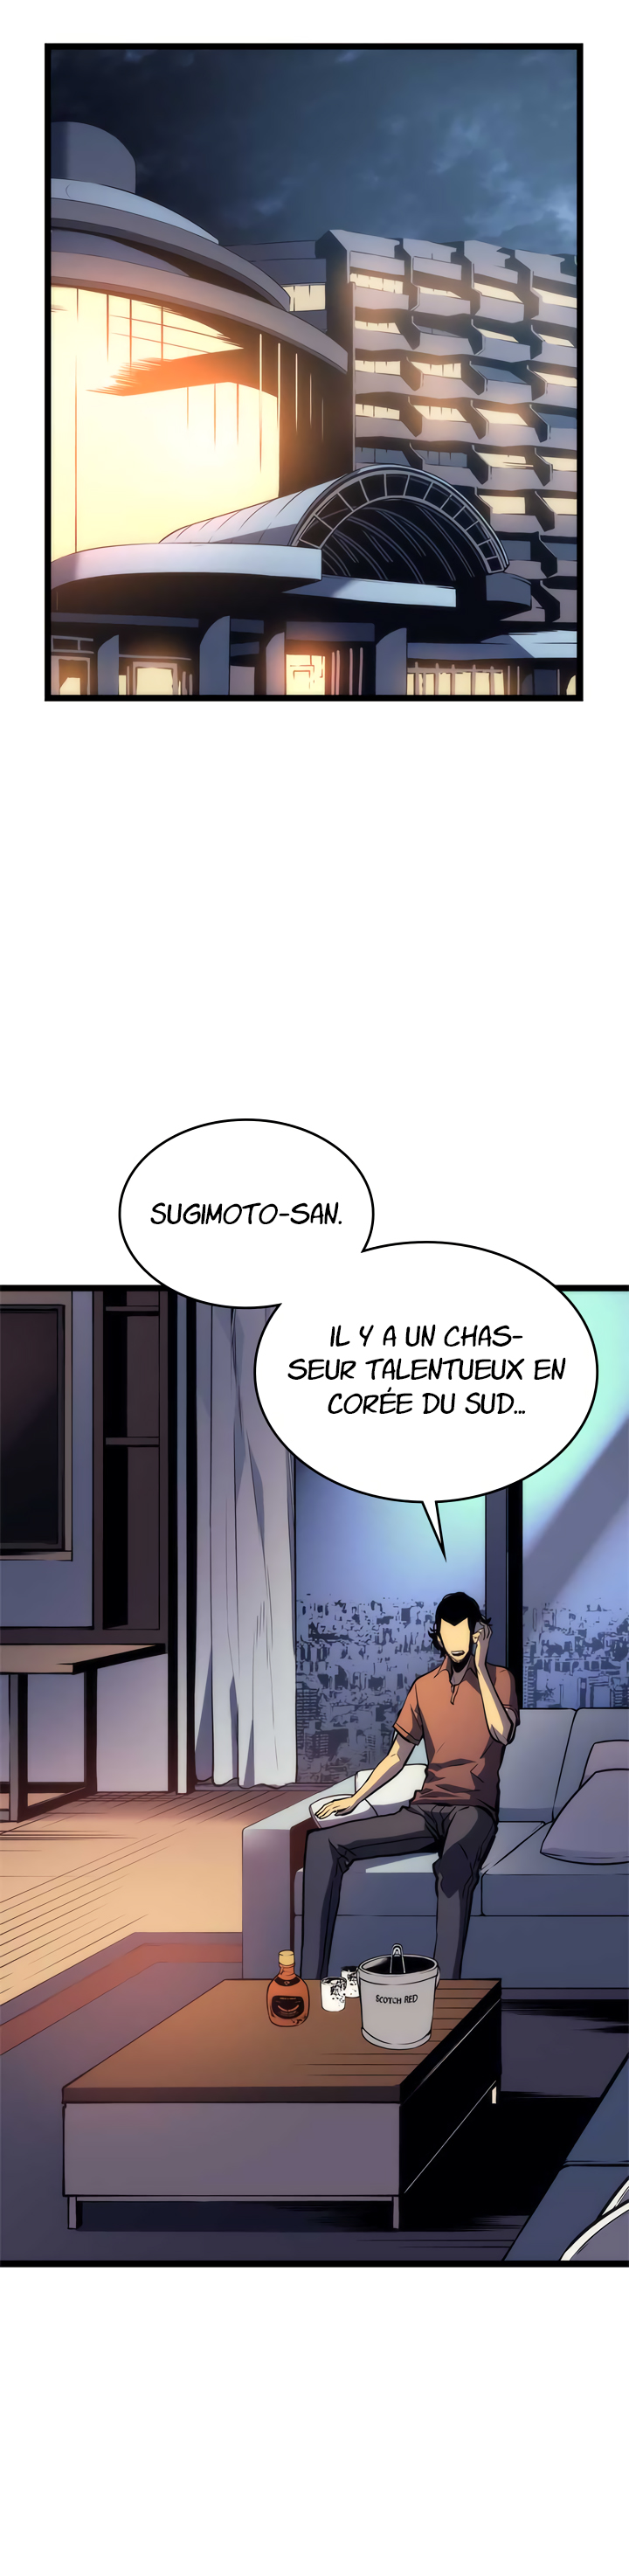 SUGIMOTO-SAN.
IL Y A UN CHAS-
SEUR TALENTUEUX EN
CORÉE DU SUD...
SCOTCH RED